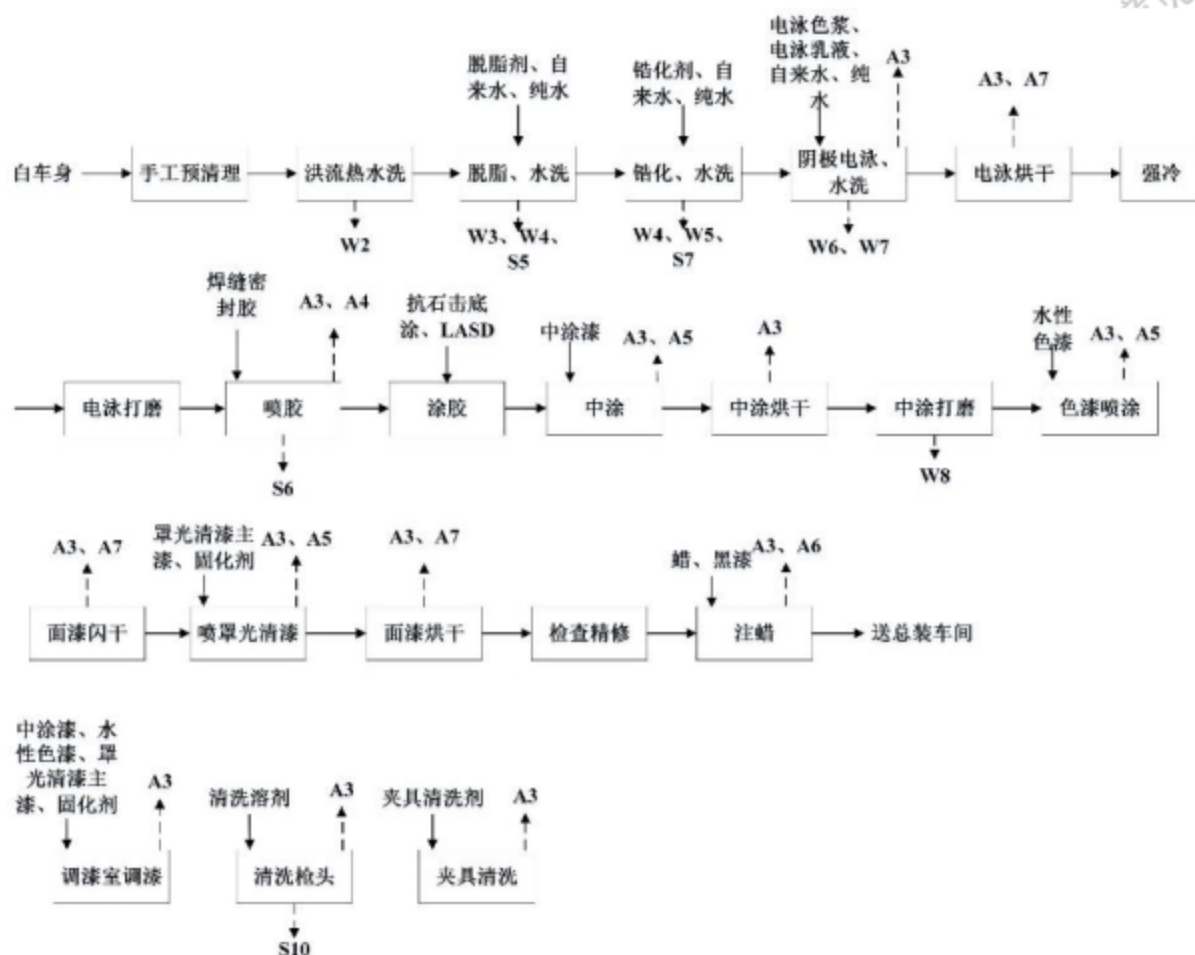 电泳色浆、
电泳乳液、
自来水、纯
水
A3
脱脂剂、自
来水、纯水
锆化剂、自
来水、纯水
A3、A7
白车身
手工预清理
洪流热水洗
脱脂、水洗
锆化、水洗
阴极电泳、
水洗
电泳烘干
强冷
W2
W3、W4、
S5
W4、W5、
S7
W6、W7
焊缝密
封胶
A3、A4
抗石击底
涂、LASD
中涂漆
A3、A5
A3
水性
色漆
A3、A5
电泳打磨
喷胶
涂胶
中涂
中涂烘干
中涂打磨
色漆喷涂
S6
W8
A3、A7
罩光清漆主
漆、固化剂
A3、A5
A3、A7
蜡、黑漆
A3、A6
面漆闪干
喷罩光清漆
面漆烘干
检查精修
注蜡
送总装车间
中涂漆、水
性色漆、罩
光清漆主
漆、固化剂
A3
清洗溶剂
A3
夹具清洗剂
A3
调漆室调漆
清洗枪头
夹具清洗
S10